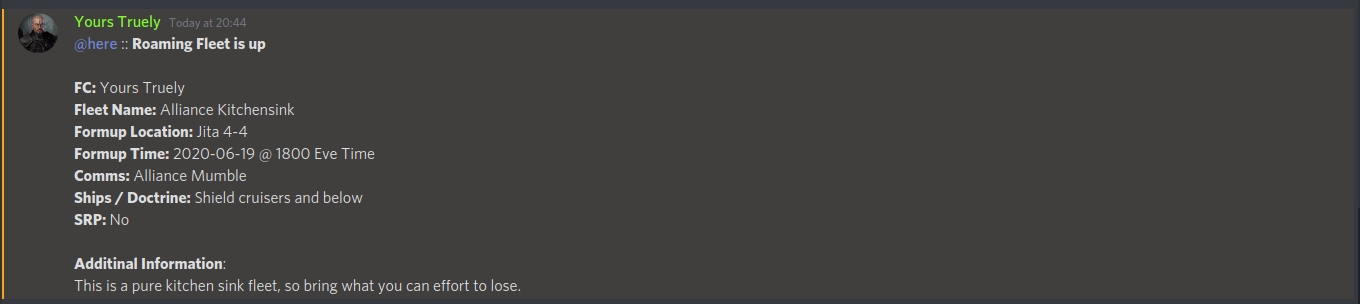 Yours Truely Today at 20:44
@here :: Roaming Fleet is up
FC: Yours Truely
Fleet Name: Alliance Kitchensink
Formup Location: Jita 4-4
Formup Time: 2020-06-19 @ 1800 Eve Time
Comms: Alliance Mumble
Ships / Doctrine: Shield cruisers and below
SRP: No
Additinal Information:
This is a pure kitchen sink fleet, so bring what you can effort to lose.